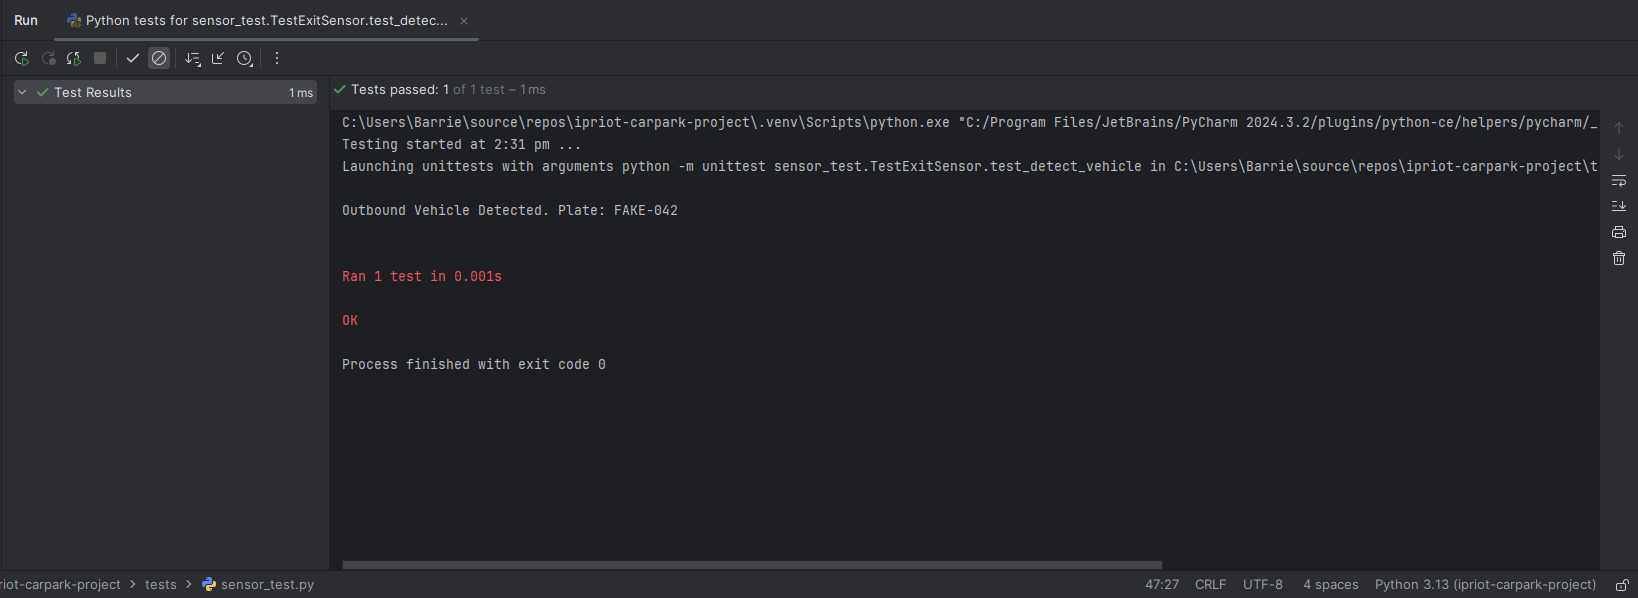 Run Python tests for sensor_test.TestExitSensor.test_detec...
Test Results 1 ms
Tests passed: 1 of 1 test – 1 ms
C:\Users\Barrie\source\repos\ipriot-carpark-project\.venv\Scripts\python.exe "C:/Program Files/JetBrains/PyCharm 2024.3.2/plugins/python-ce/helpers/pycharm/_
Testing started at 2:31 pm ...
Launching unittests with arguments python -m unittest sensor_test.TestExitSensor.test_detect_vehicle in C:\Users\Barrie\source\repos\ipriot-carpark-project\t
Outbound Vehicle Detected. Plate: FAKE-042
Ran 1 test in 0.001s
OK
Process finished with exit code 0
riot-carpark-project > tests > sensor_test.py 47:27 CRLF UTF-8 4 spaces Python 3.13 (ipriot-carpark-project)